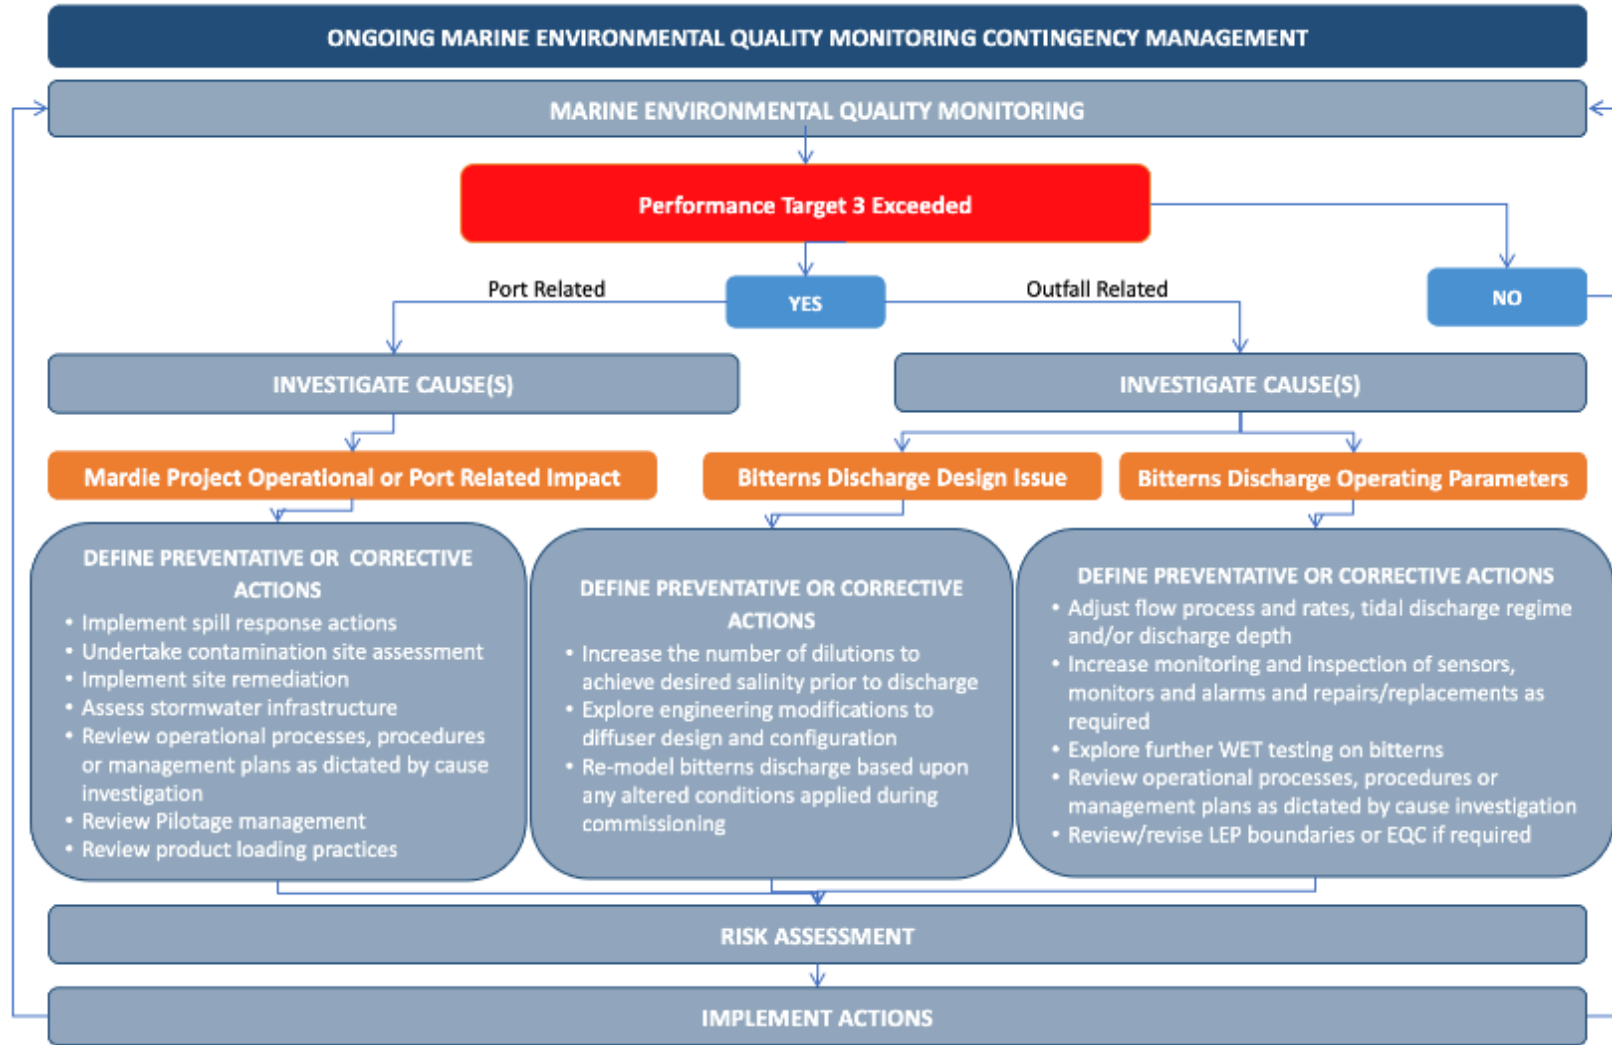 ONGOING MARINE ENVIRONMENTAL QUALITY MONITORING CONTINGENCY MANAGEMENT
MARINE ENVIRONMENTAL QUALITY MONITORING
Performance Target 3 Exceeded
Port Related
YES
Outfall Related
NO
INVESTIGATE CAUSE(S)
INVESTIGATE CAUSE(S)
Mardie Project Operational or Port Related Impact
Bitterns Discharge Design Issue
Bitterns Discharge Operating Parameters
DEFINE PREVENTATIVE OR CORRECTIVE
ACTIONS
• Implement spill response actions
• Undertake contamination site assessment
• Implement site remediation
• Assess stormwater infrastructure
• Review operational processes, procedures
or management plans as dictated by cause
investigation
• Review Pilotage management
• Review product loading practices
DEFINE PREVENTATIVE OR CORRECTIVE
ACTIONS
• Increase the number of dilutions to
achieve desired salinity prior to discharge
• Explore engineering modifications to
diffuser design and configuration
• Re-model bitterns discharge based upon
any altered conditions applied during
commissioning
DEFINE PREVENTATIVE OR CORRECTIVE ACTIONS
• Adjust flow process and rates, tidal discharge regime
and/or discharge depth
• Increase monitoring and inspection of sensors,
monitors and alarms and repairs/replacements as
required
• Explore further WET testing on bitterns
• Review operational processes, procedures or
management plans as dictated by cause investigation
• Review/revise LEP boundaries or EQC if required
RISK ASSESSMENT
IMPLEMENT ACTIONS